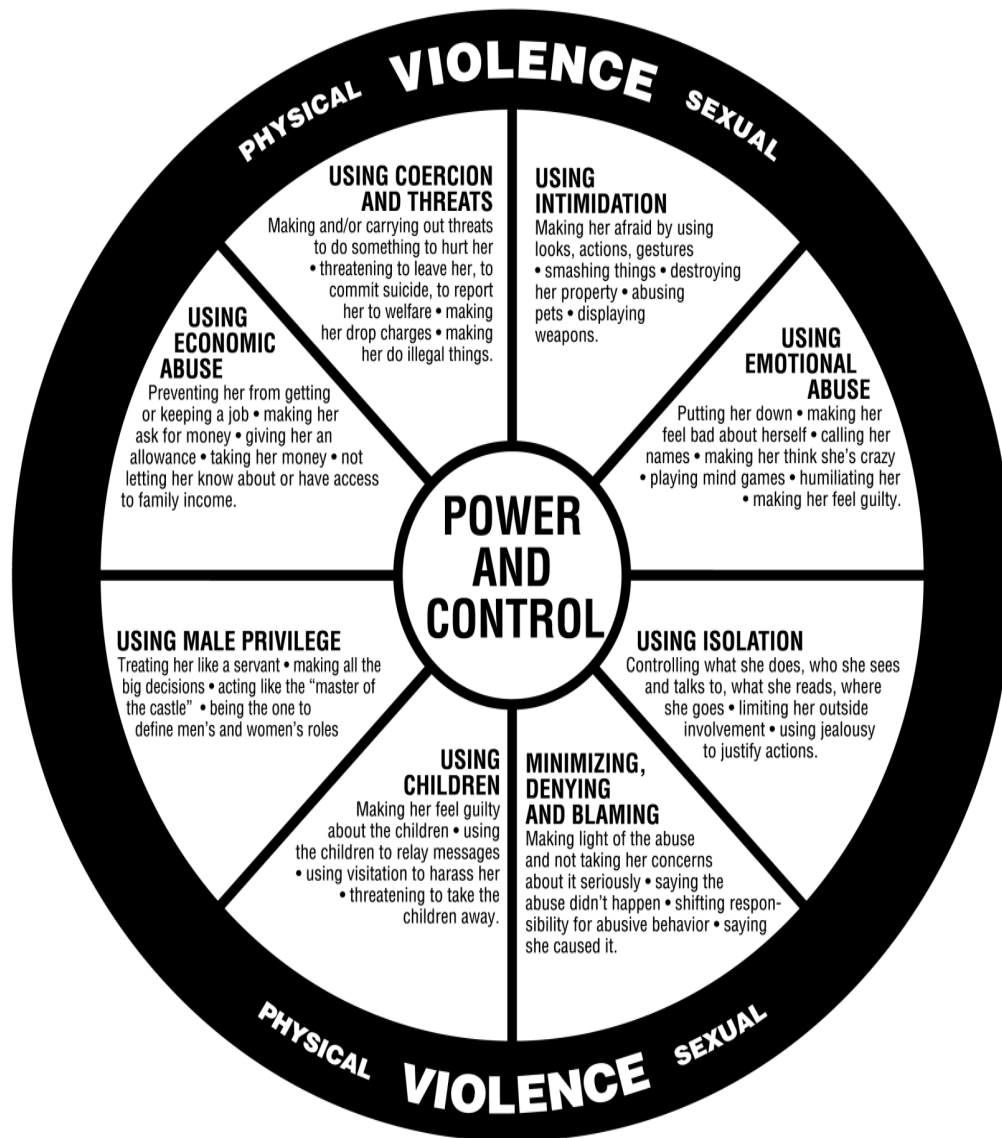 PHYSICAL VIOLENCE SEXUAL
USING COERCION
AND THREATS
Making and/or carrying out threats
to do something to hurt her
• threatening to leave her, to
commit suicide, to report
her to welfare • making
her drop charges • making
her do illegal things.
USING
INTIMIDATION
Making her afraid by using
looks, actions, gestures
• smashing things • destroying
her property • abusing
pets • displaying
weapons.
USING
EMOTIONAL
ABUSE
Putting her down • making her
feel bad about herself • calling her
names • making her think she’s crazy
• playing mind games • humiliating her
• making her feel guilty.
USING ISOLATION
Controlling what she does, who she sees
and talks to, what she reads, where
she goes • limiting her outside
involvement • using jealousy
to justify actions.
MINIMIZING,
DENYING
AND BLAMING
Making light of the abuse
and not taking her concerns
about it seriously • saying the
abuse didn’t happen • shifting respon-
sibility for abusive behavior • saying
she caused it.
USING
CHILDREN
Making her feel guilty
about the children • using
the children to relay messages
• using visitation to harass her
• threatening to take the
children away.
USING MALE PRIVILEGE
Treating her like a servant • making all the
big decisions • acting like the “master of
the castle” • being the one to
define men’s and women’s roles
USING
ECONOMIC
ABUSE
Preventing her from getting
or keeping a job • making her
ask for money • giving her an
allowance • taking her money • not
letting her know about or have access
to family income.
POWER
AND
CONTROL
PHYSICAL VIOLENCE SEXUAL